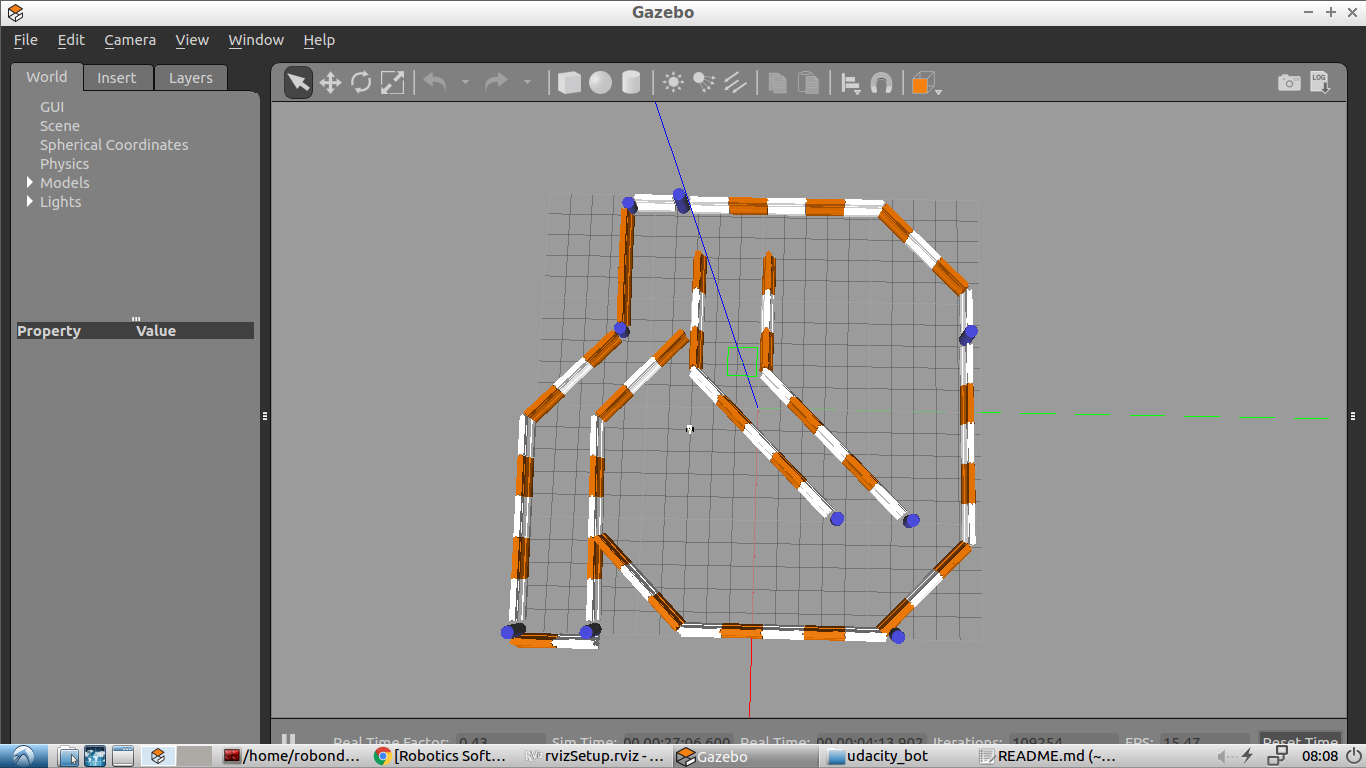 Gazebo
File Edit Camera View Window Help
World Insert Layers
LOG
GUI
Scene
Spherical Coordinates
Physics
Models
Lights
Property Value
Real Time Factor: 0.43 Sim Time: 00 00:27:06.600 Real Time: 00 00:04:13.902 Iterations: 109254 FPS: 15.47 Reset Time
/home/robond... [Robotics Soft... rvizSetup.rviz - ... Gazebo udacity_bot README.md (~... 08:08